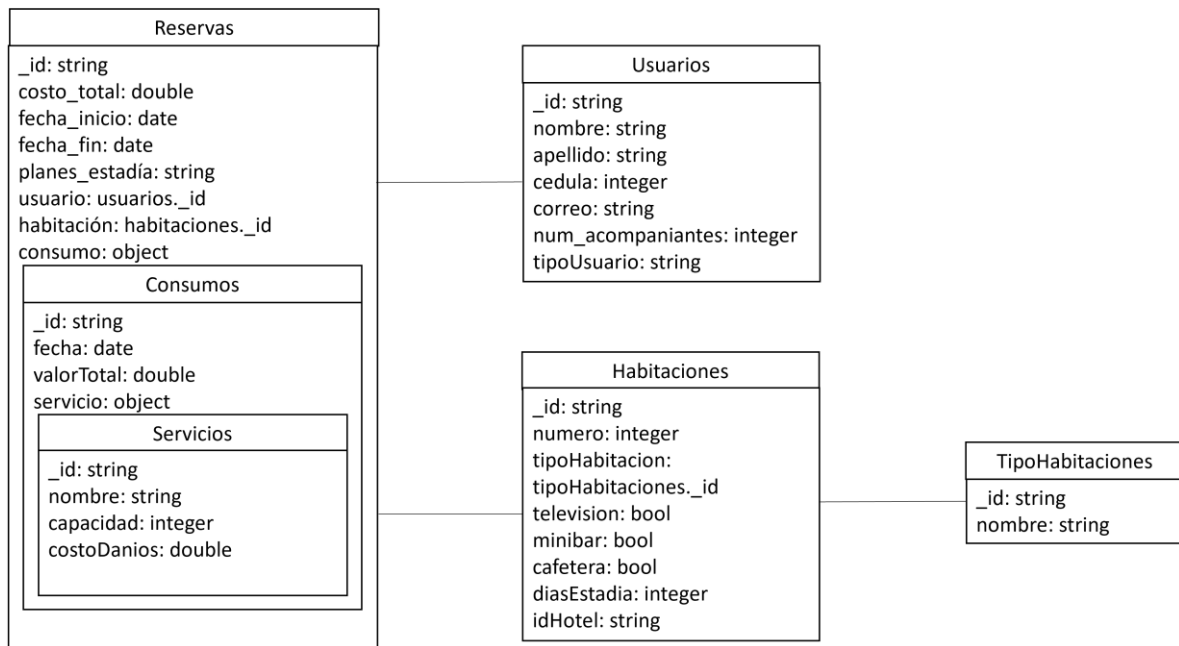 Reservas
_id: string
costo_total: double
fecha_inicio: date
fecha_fin: date
planes_estadía: string
usuario: usuarios._id
habitación: habitaciones._id
consumo: object
Consumos
_id: string
fecha: date
valorTotal: double
servicio: object
Servicios
_id: string
nombre: string
capacidad: integer
costoDanios: double
Usuarios
_id: string
nombre: string
apellido: string
cedula: integer
correo: string
num_acompaniantes: integer
tipoUsuario: string
Habitaciones
_id: string
numero: integer
tipoHabitacion:
tipoHabitaciones._id
television: bool
minibar: bool
cafetera: bool
diasEstadia: integer
idHotel: string
TipoHabitaciones
_id: string
nombre: string